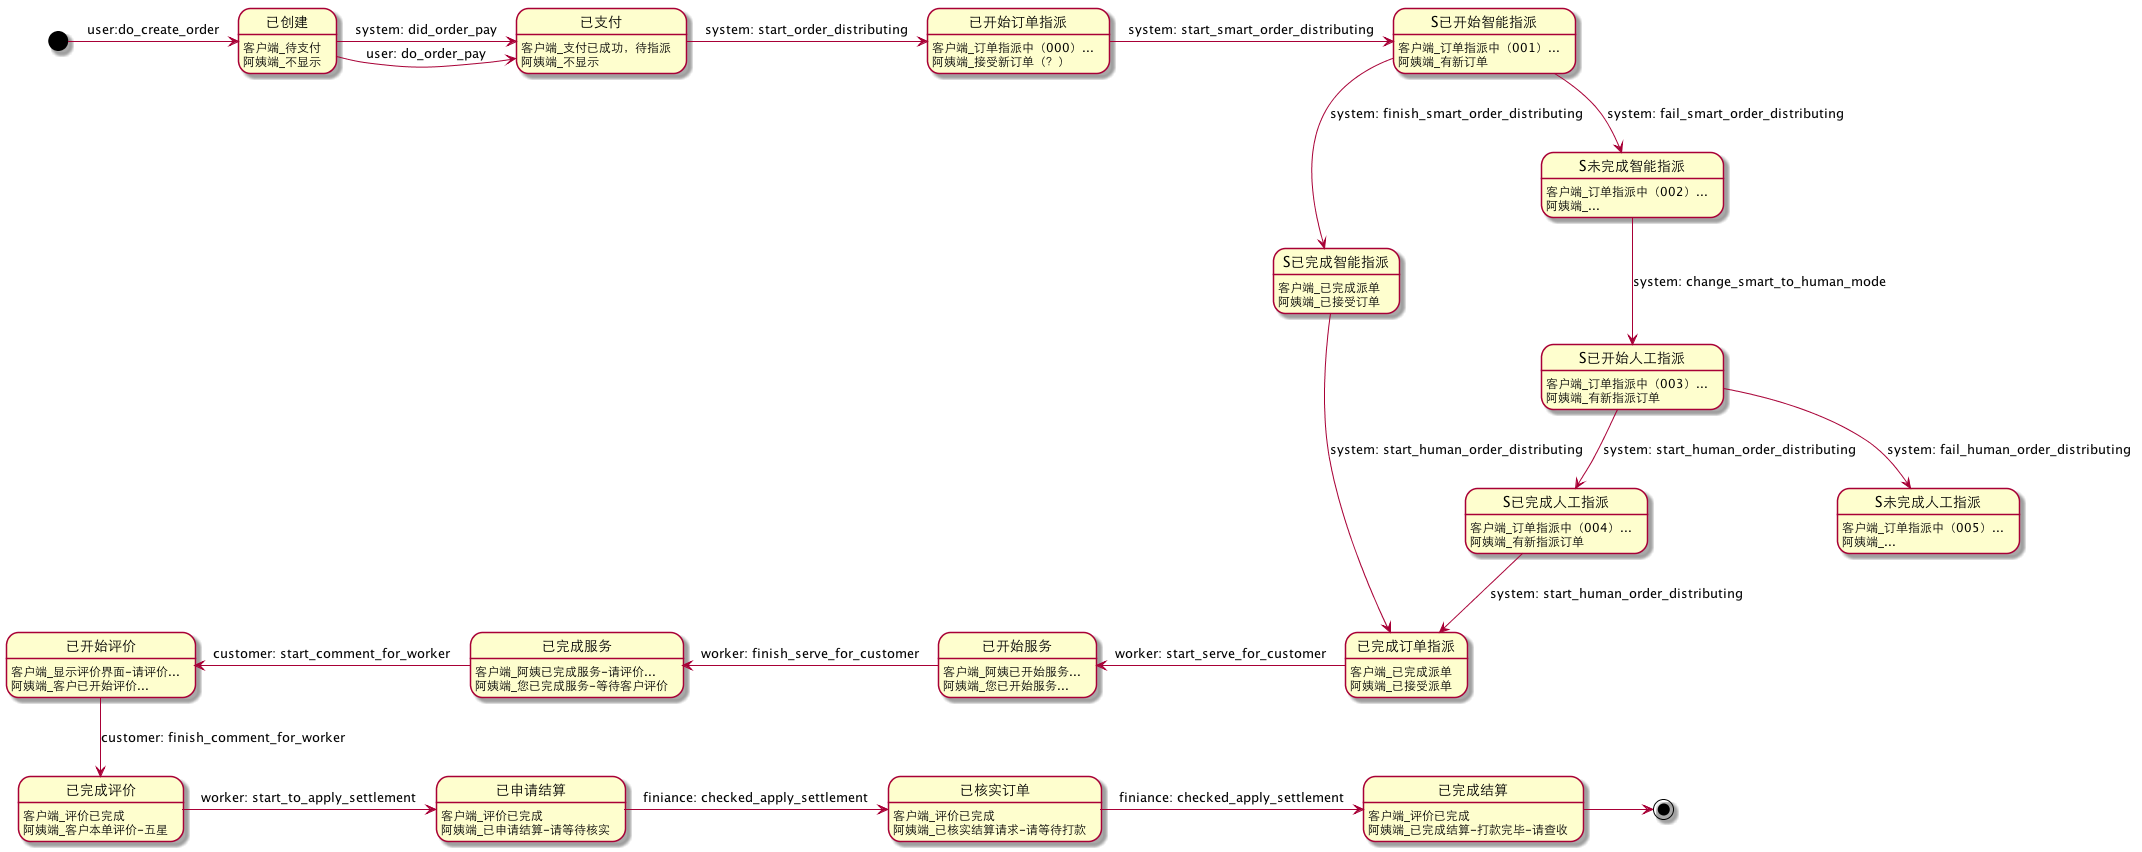 user:do_create_order
已创建
客户端_待支付
阿姨端_不显示
system: did_order_pay
user: do_order_pay
已支付
客户端_支付已成功，待指派
阿姨端_不显示
system: start_order_distributing
已开始订单指派
客户端_订单指派中（000）...
阿姨端_接受新订单（？）
system: start_smart_order_distributing
S已开始智能指派
客户端_订单指派中（001）...
阿姨端_有新订单
system: finish_smart_order_distributing
system: fail_smart_order_distributing
S未完成智能指派
客户端_订单指派中（002）...
阿姨端_...
S已完成智能指派
客户端_已完成派单
阿姨端_已接受订单
system: change_smart_to_human_mode
S已开始人工指派
客户端_订单指派中（003）...
阿姨端_有新指派订单
system: start_human_order_distributing
system: start_human_order_distributing
system: fail_human_order_distributing
S已完成人工指派
客户端_订单指派中（004）...
阿姨端_有新指派订单
S未完成人工指派
客户端_订单指派中（005）...
阿姨端_...
system: start_human_order_distributing
已完成订单指派
客户端_已完成派单
阿姨端_已接受派单
worker: start_serve_for_customer
已开始服务
客户端_阿姨已开始服务...
阿姨端_您已开始服务...
worker: finish_serve_for_customer
已完成服务
客户端_阿姨已完成服务-请评价...
阿姨端_您已完成服务-等待客户评价
customer: start_comment_for_worker
已开始评价
客户端_显示评价界面-请评价...
阿姨端_客户已开始评价...
customer: finish_comment_for_worker
已完成评价
客户端_评价已完成
阿姨端_客户本单评价-五星
worker: start_to_apply_settlement
已申请结算
客户端_评价已完成
阿姨端_已申请结算-请等待核实
finiance: checked_apply_settlement
已核实订单
客户端_评价已完成
阿姨端_已核实结算请求-请等待打款
finiance: checked_apply_settlement
已完成结算
客户端_评价已完成
阿姨端_已完成结算-打款完毕-请查收